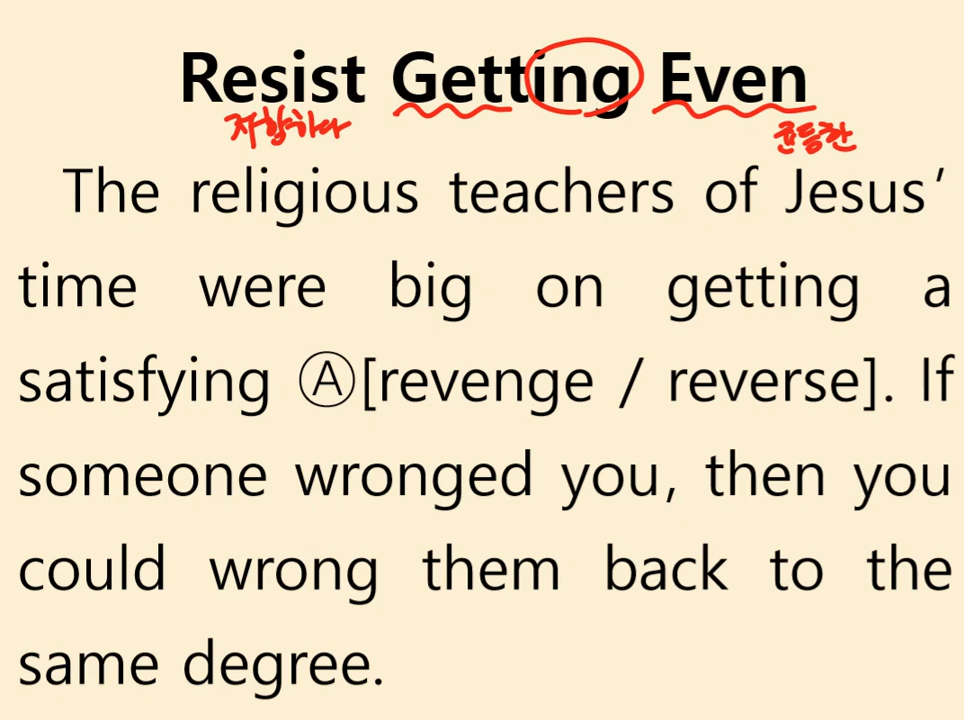 Resist Getting Even
저항하다 균등한
The religious teachers of Jesus’
time were big on getting a
satisfying Ⓐ[revenge / reverse]. If
someone wronged you, then you
could wrong them back to the
same degree.